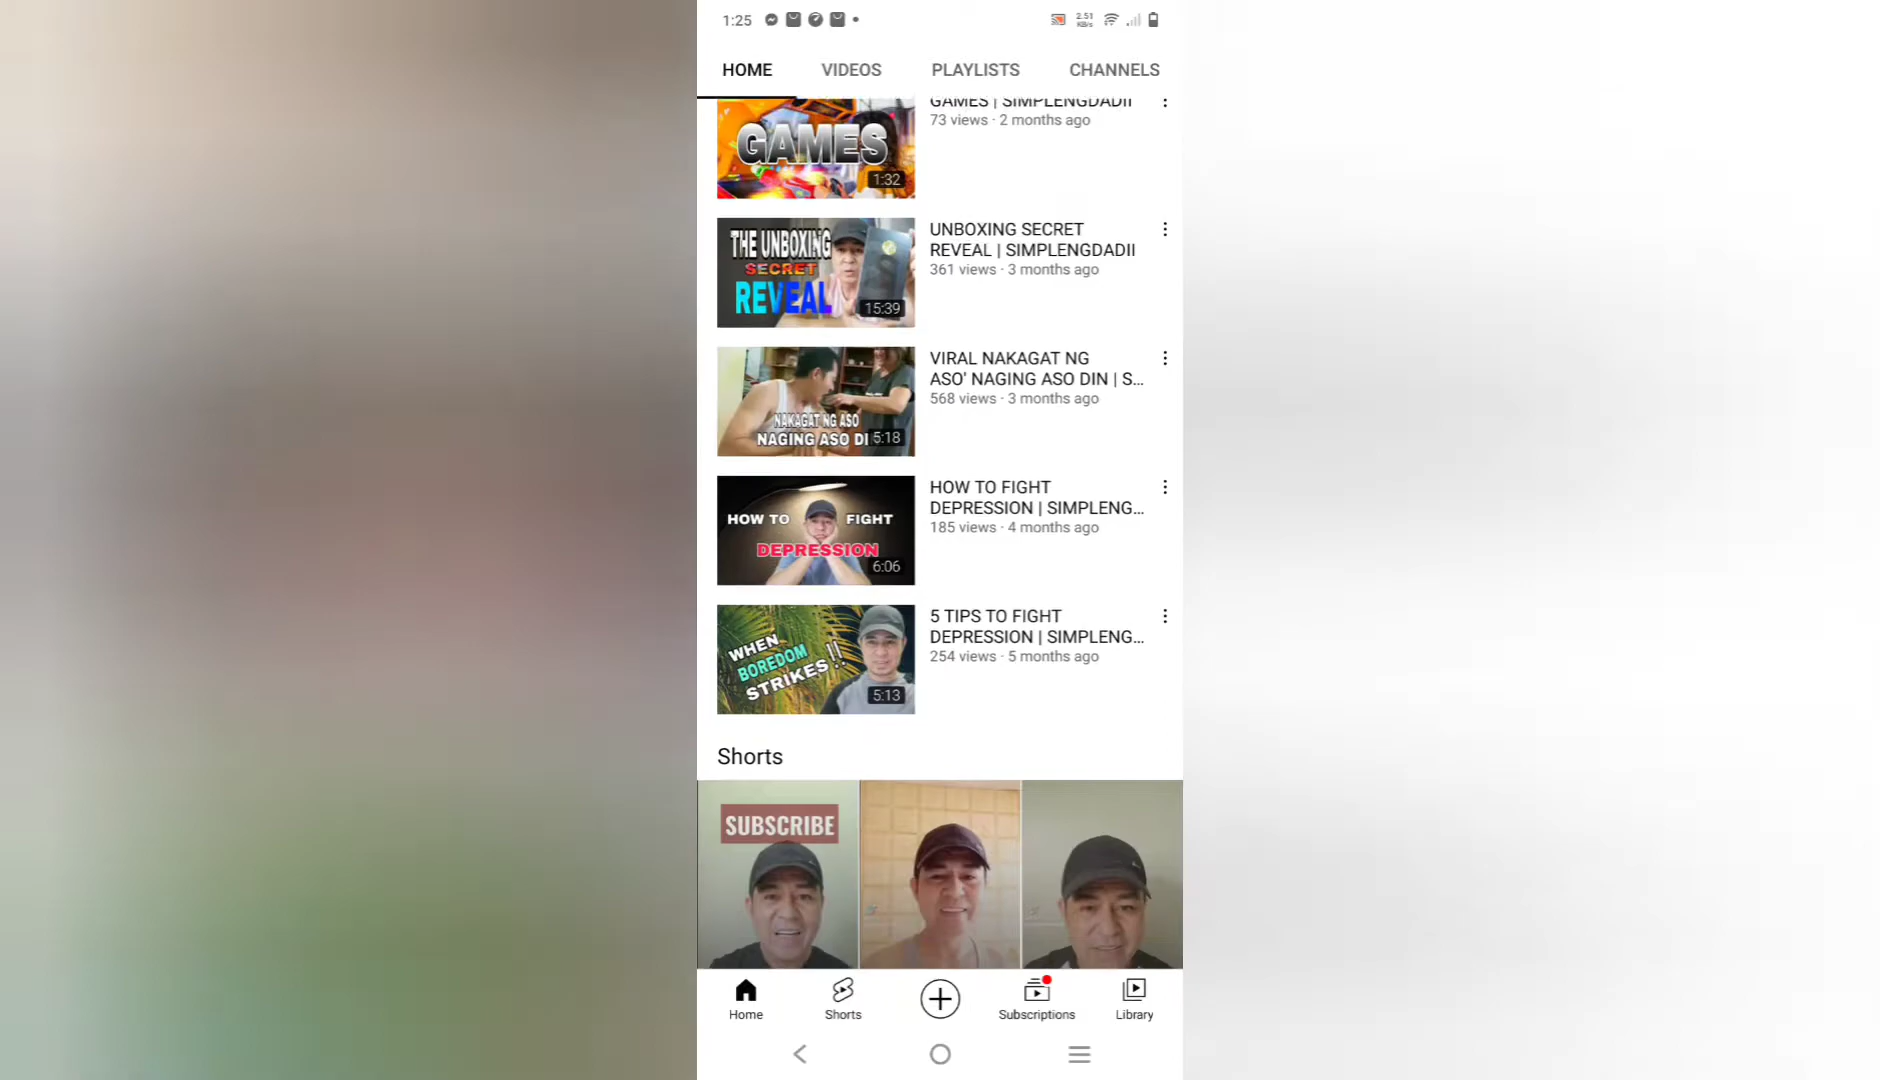 1:25
2.51
KB/s
HOME VIDEOS PLAYLISTS CHANNELS
GAMES
1:32
GAMES | SIMPLENGDADII
73 views · 2 months ago
THE UNBOXING
SECRET
REVEAL
15:39
UNBOXING SECRET
REVEAL | SIMPLENGDADII
361 views · 3 months ago
NAKAGAT NG ASO
NAGING ASO DI
5:18
VIRAL NAKAGAT NG
ASO' NAGING ASO DIN | S...
568 views · 3 months ago
HOW TO FIGHT
DEPRESSION
6:06
HOW TO FIGHT
DEPRESSION | SIMPLENG...
185 views · 4 months ago
WHEN
BOREDOM
STRIKES!!
5:13
5 TIPS TO FIGHT
DEPRESSION | SIMPLENG...
254 views · 5 months ago
Shorts
SUBSCRIBE
Home Shorts Subscriptions Library